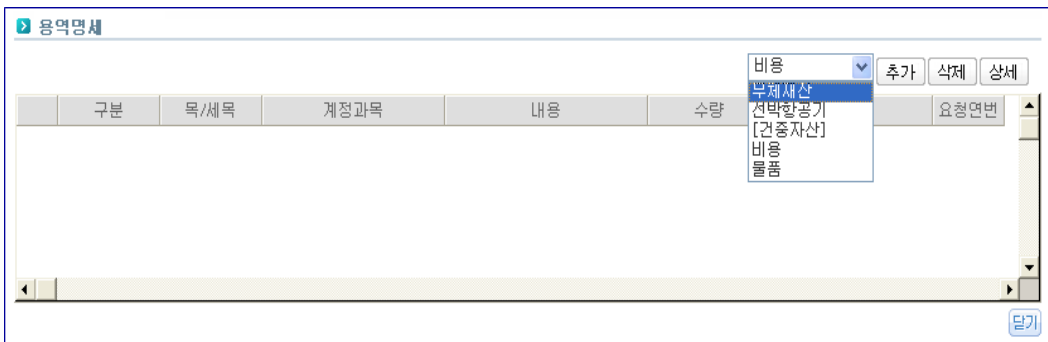 용역명세
비용 추가 삭제 상세
구분 목/세목 계정과목 내용 수량 요청연번
무체재산
선박항공기
[건중자산]
비용
물품
닫기